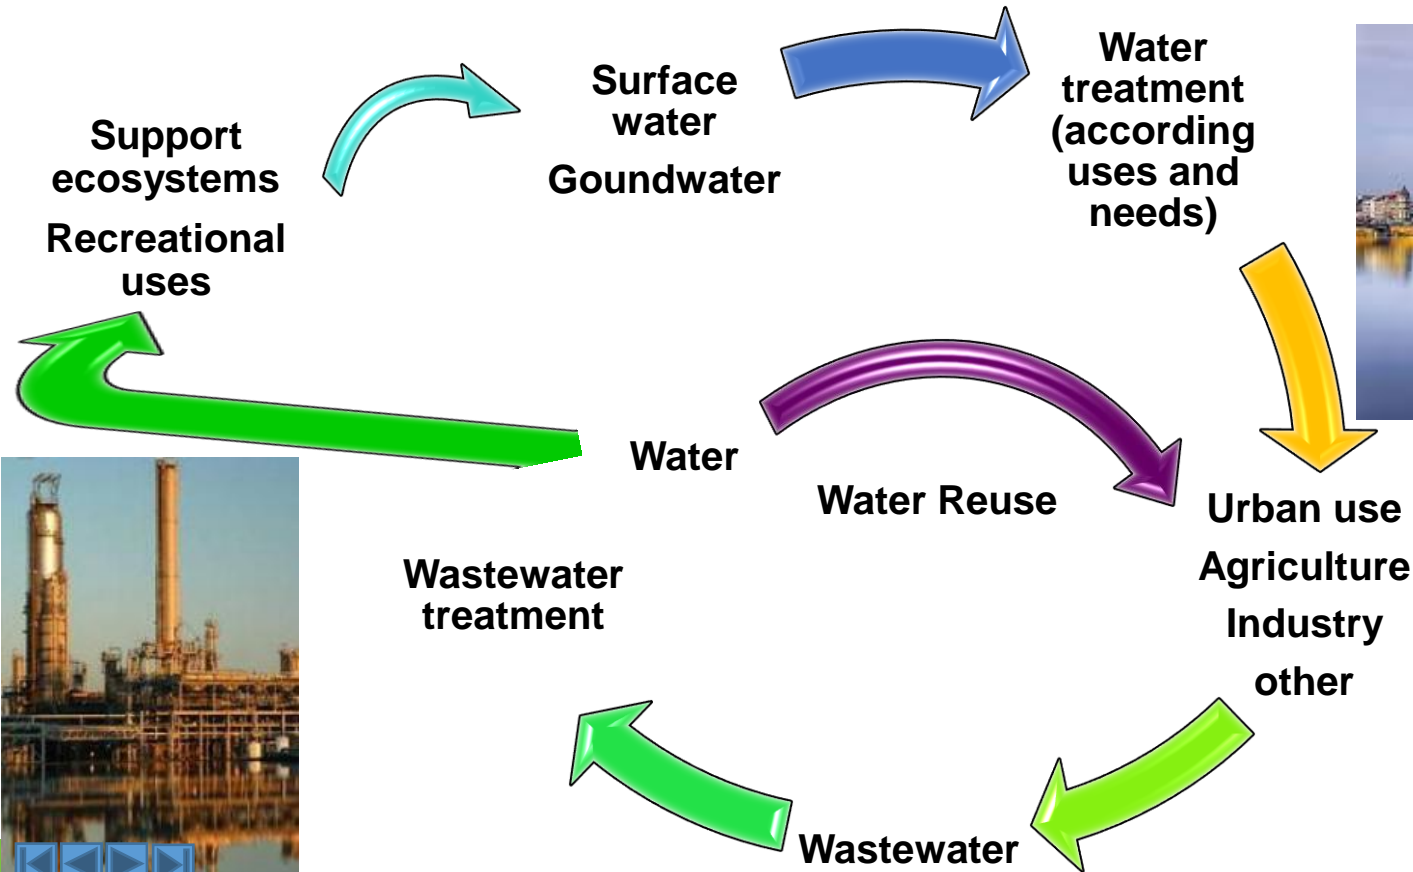 Support
ecosystems
Recreational
uses
Surface
water
Goundwater
Water
treatment
(according
uses and
needs)
Water
Water Reuse
Urban use
Agriculture
Industry
other
Wastewater
treatment
Wastewater